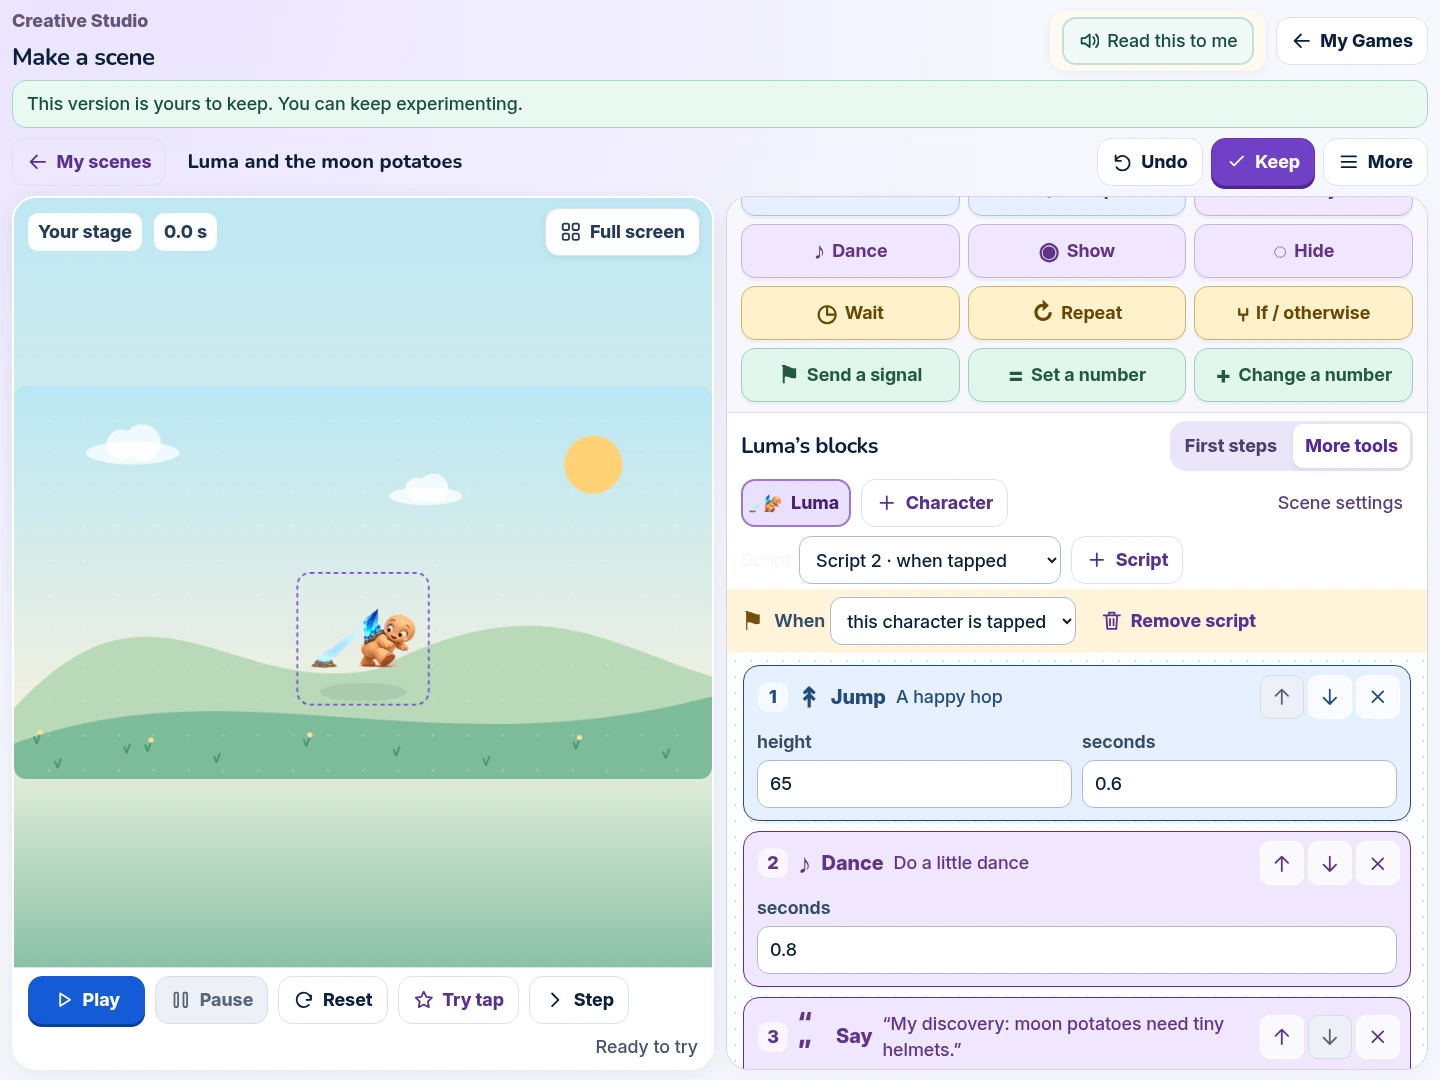 Creative Studio
Make a scene
Read this to me
My Games
This version is yours to keep. You can keep experimenting.
My scenes
Luma and the moon potatoes
Undo
Keep
More
Your stage
0.0 s
Full screen
Play
Pause
Reset
Try tap
Step
Ready to try
Dance
Show
Hide
Wait
Repeat
If / otherwise
Send a signal
Set a number
Change a number
Luma’s blocks
First steps
More tools
Luma
Character
Scene settings
Script
Script 2 · when tapped
Script
When
this character is tapped
Remove script
1 Jump A happy hop
height
seconds
65
0.6
2 Dance Do a little dance
seconds
0.8
3 Say “My discovery: moon potatoes need tiny
helmets.”